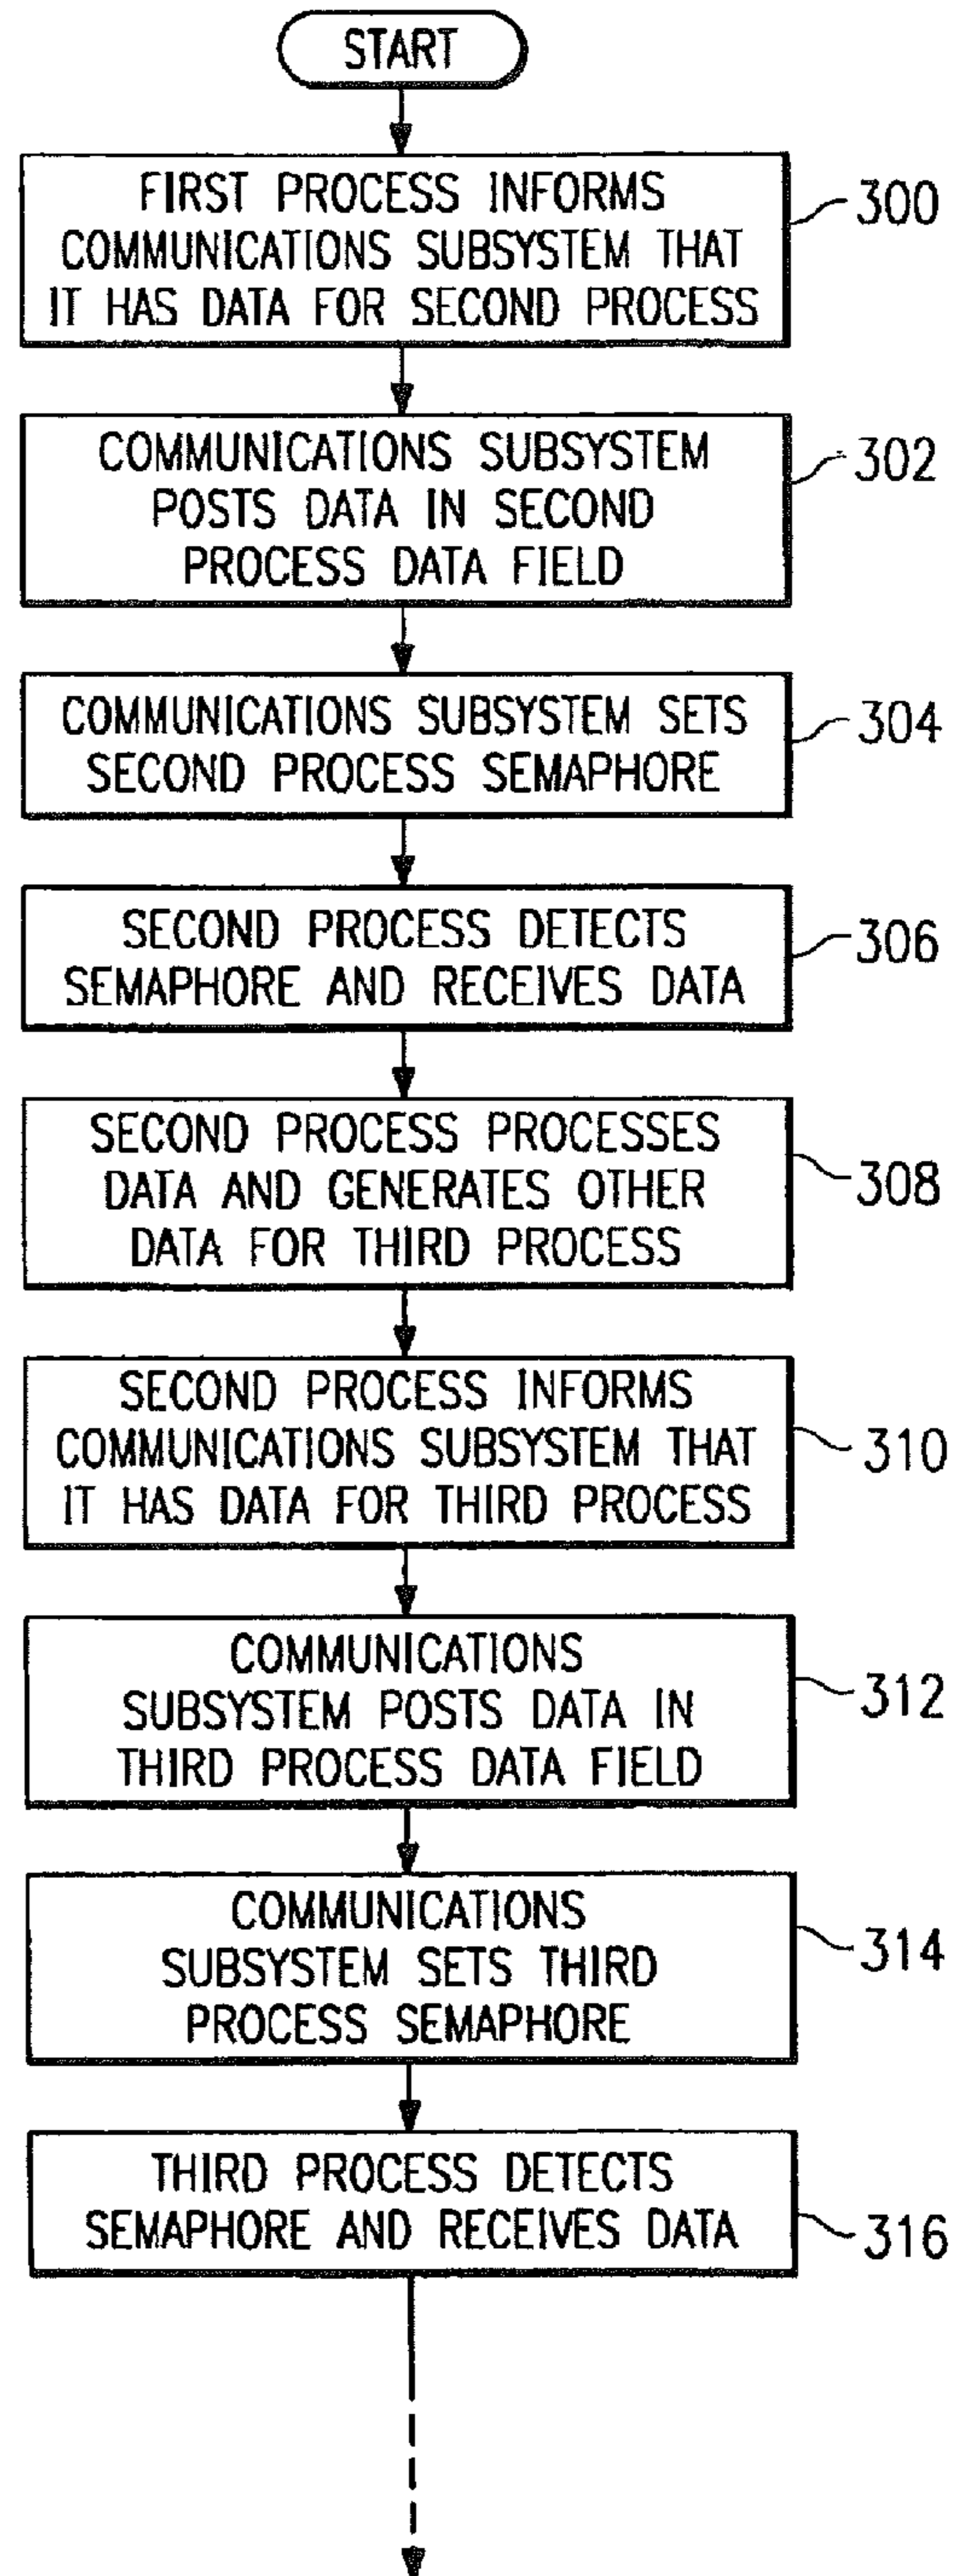 START
FIRST PROCESS INFORMS
COMMUNICATIONS SUBSYSTEM THAT
IT HAS DATA FOR SECOND PROCESS
300
COMMUNICATIONS SUBSYSTEM
POSTS DATA IN SECOND
PROCESS DATA FIELD
302
COMMUNICATIONS SUBSYSTEM SETS
SECOND PROCESS SEMAPHORE
304
SECOND PROCESS DETECTS
SEMAPHORE AND RECEIVES DATA
306
SECOND PROCESS PROCESSES
DATA AND GENERATES OTHER
DATA FOR THIRD PROCESS
308
SECOND PROCESS INFORMS
COMMUNICATIONS SUBSYSTEM THAT
IT HAS DATA FOR THIRD PROCESS
310
COMMUNICATIONS
SUBSYSTEM POSTS DATA IN
THIRD PROCESS DATA FIELD
312
COMMUNICATIONS
SUBSYSTEM SETS THIRD
PROCESS SEMAPHORE
314
THIRD PROCESS DETECTS
SEMAPHORE AND RECEIVES DATA
316